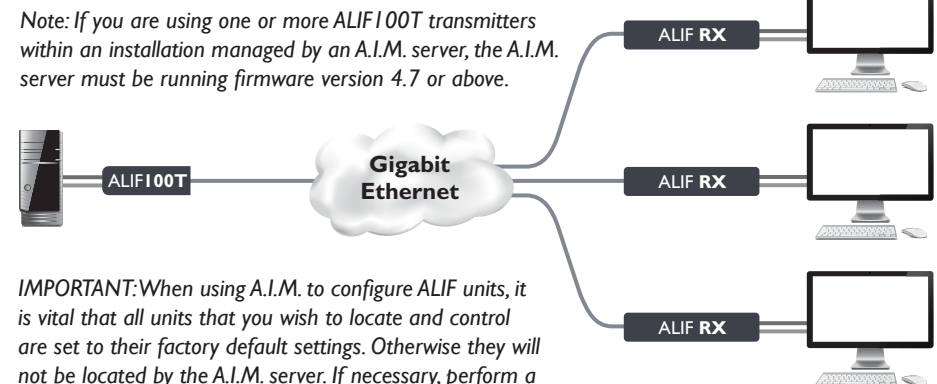 Note: If you are using one or more ALIF100T transmitters
within an installation managed by an A.I.M. server, the A.I.M.
server must be running firmware version 4.7 or above.
ALIF RX
ALIF100T
Gigabit
Ethernet
ALIF RX
IMPORTANT: When using A.I.M. to configure ALIF units, it
is vital that all units that you wish to locate and control
are set to their factory default settings. Otherwise they will
not be located by the A.I.M. server. If necessary, perform a
ALIF RX